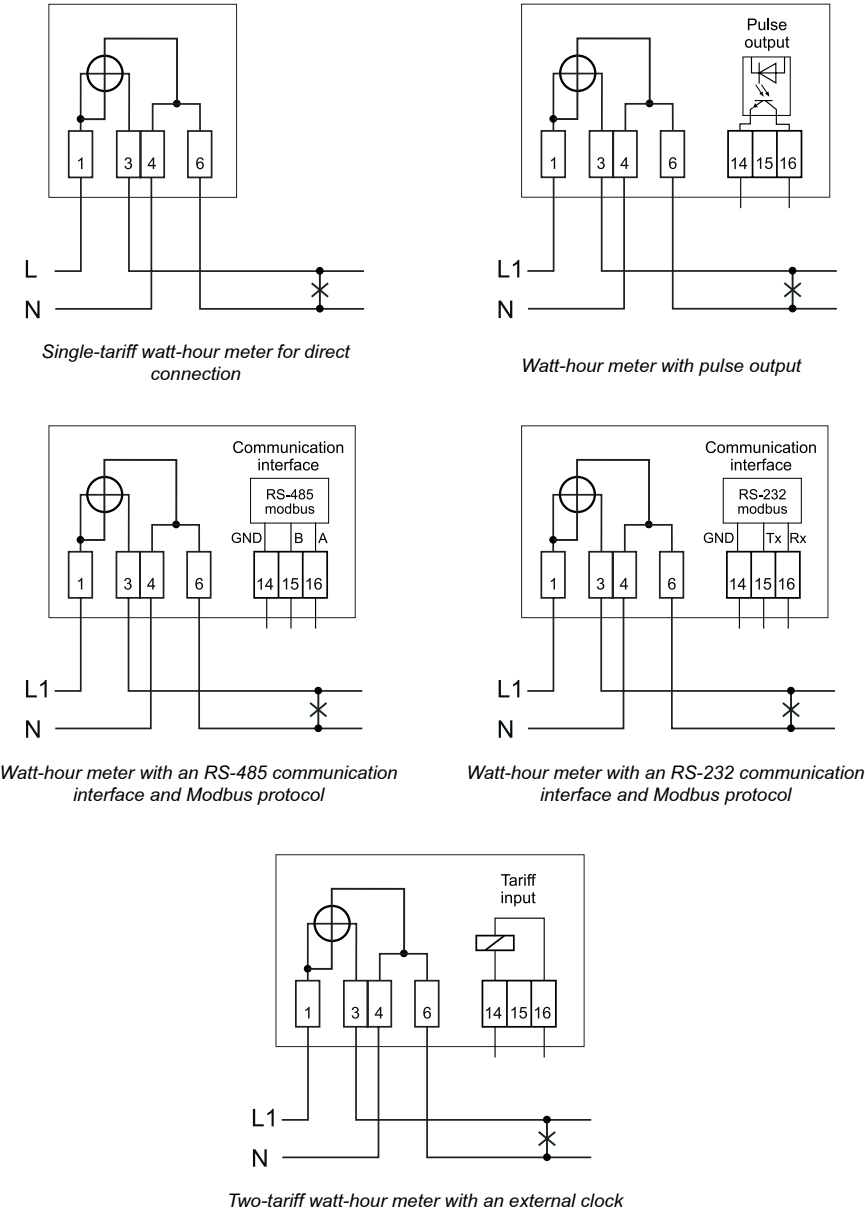 Pulse
output
1
3
4
6
1
3
4
6
14
15
16
L
N
L1
N
Single-tariff watt-hour meter for direct
connection
Watt-hour meter with pulse output
Communication
interface
RS-485
modbus
GND
B
A
1
3
4
6
14
15
16
L1
N
Communication
interface
RS-232
modbus
GND
Tx
Rx
1
3
4
6
14
15
16
L1
N
Watt-hour meter with an RS-485 communication
interface and Modbus protocol
Watt-hour meter with an RS-232 communication
interface and Modbus protocol
Tariff
input
1
3
4
6
14
15
16
L1
N
Two-tariff watt-hour meter with an external clock